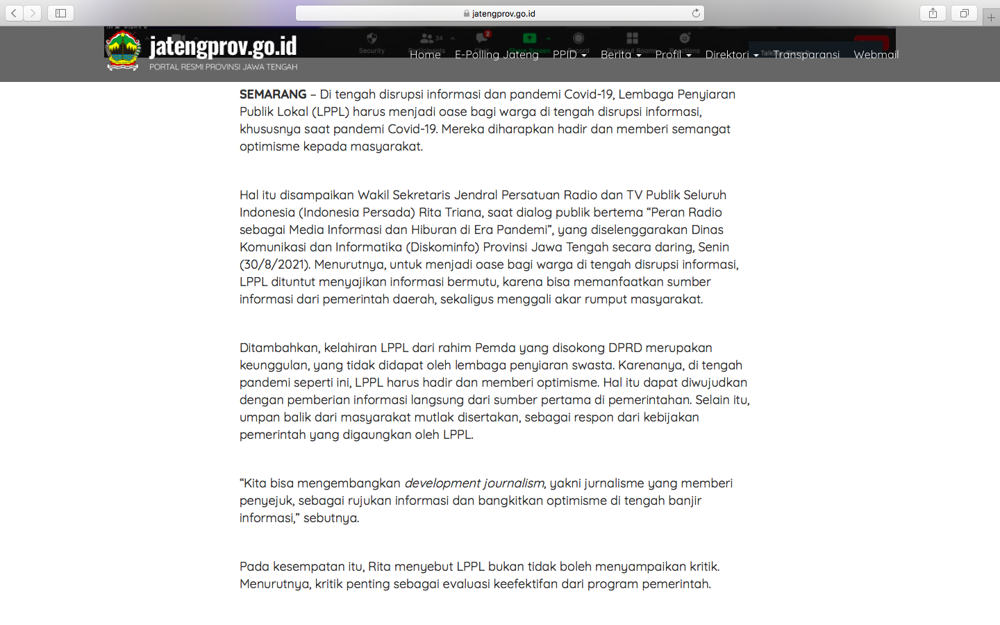 jatengprov.go.id
jatengprov.go.id
PORTAL RESMI PROVINSI JAWA TENGAH
Security
34
Participants
2
Share Screen
Record
Breakout Rooms
Reactions
Home E-Polling Jateng PPID Berita Profil Direktori Transparansi Webmail
SEMARANG – Di tengah disrupsi informasi dan pandemi Covid-19, Lembaga Penyiaran
Publik Lokal (LPPL) harus menjadi oase bagi warga di tengah disrupsi informasi,
khususnya saat pandemi Covid-19. Mereka diharapkan hadir dan memberi semangat
optimisme kepada masyarakat.
Hal itu disampaikan Wakil Sekretaris Jendral Persatuan Radio dan TV Publik Seluruh
Indonesia (Indonesia Persada) Rita Triana, saat dialog publik bertema “Peran Radio
sebagai Media Informasi dan Hiburan di Era Pandemi”, yang diselenggarakan Dinas
Komunikasi dan Informatika (Diskominfo) Provinsi Jawa Tengah secara daring, Senin
(30/8/2021). Menurutnya, untuk menjadi oase bagi warga di tengah disrupsi informasi,
LPPL dituntut menyajikan informasi bermutu, karena bisa memanfaatkan sumber
informasi dari pemerintah daerah, sekaligus menggali akar rumput masyarakat.
Ditambahkan, kelahiran LPPL dari rahim Pemda yang disokong DPRD merupakan
keunggulan, yang tidak didapat oleh lembaga penyiaran swasta. Karenanya, di tengah
pandemi seperti ini, LPPL harus hadir dan memberi optimisme. Hal itu dapat diwujudkan
dengan pemberian informasi langsung dari sumber pertama di pemerintahan. Selain itu,
umpan balik dari masyarakat mutlak disertakan, sebagai respon dari kebijakan
pemerintah yang digaungkan oleh LPPL.
“Kita bisa mengembangkan development journalism, yakni jurnalisme yang memberi
penyejuk, sebagai rujukan informasi dan bangkitkan optimisme di tengah banjir
informasi,” sebutnya.
Pada kesempatan itu, Rita menyebut LPPL bukan tidak boleh menyampaikan kritik.
Menurutnya, kritik penting sebagai evaluasi keefektifan dari program pemerintah.